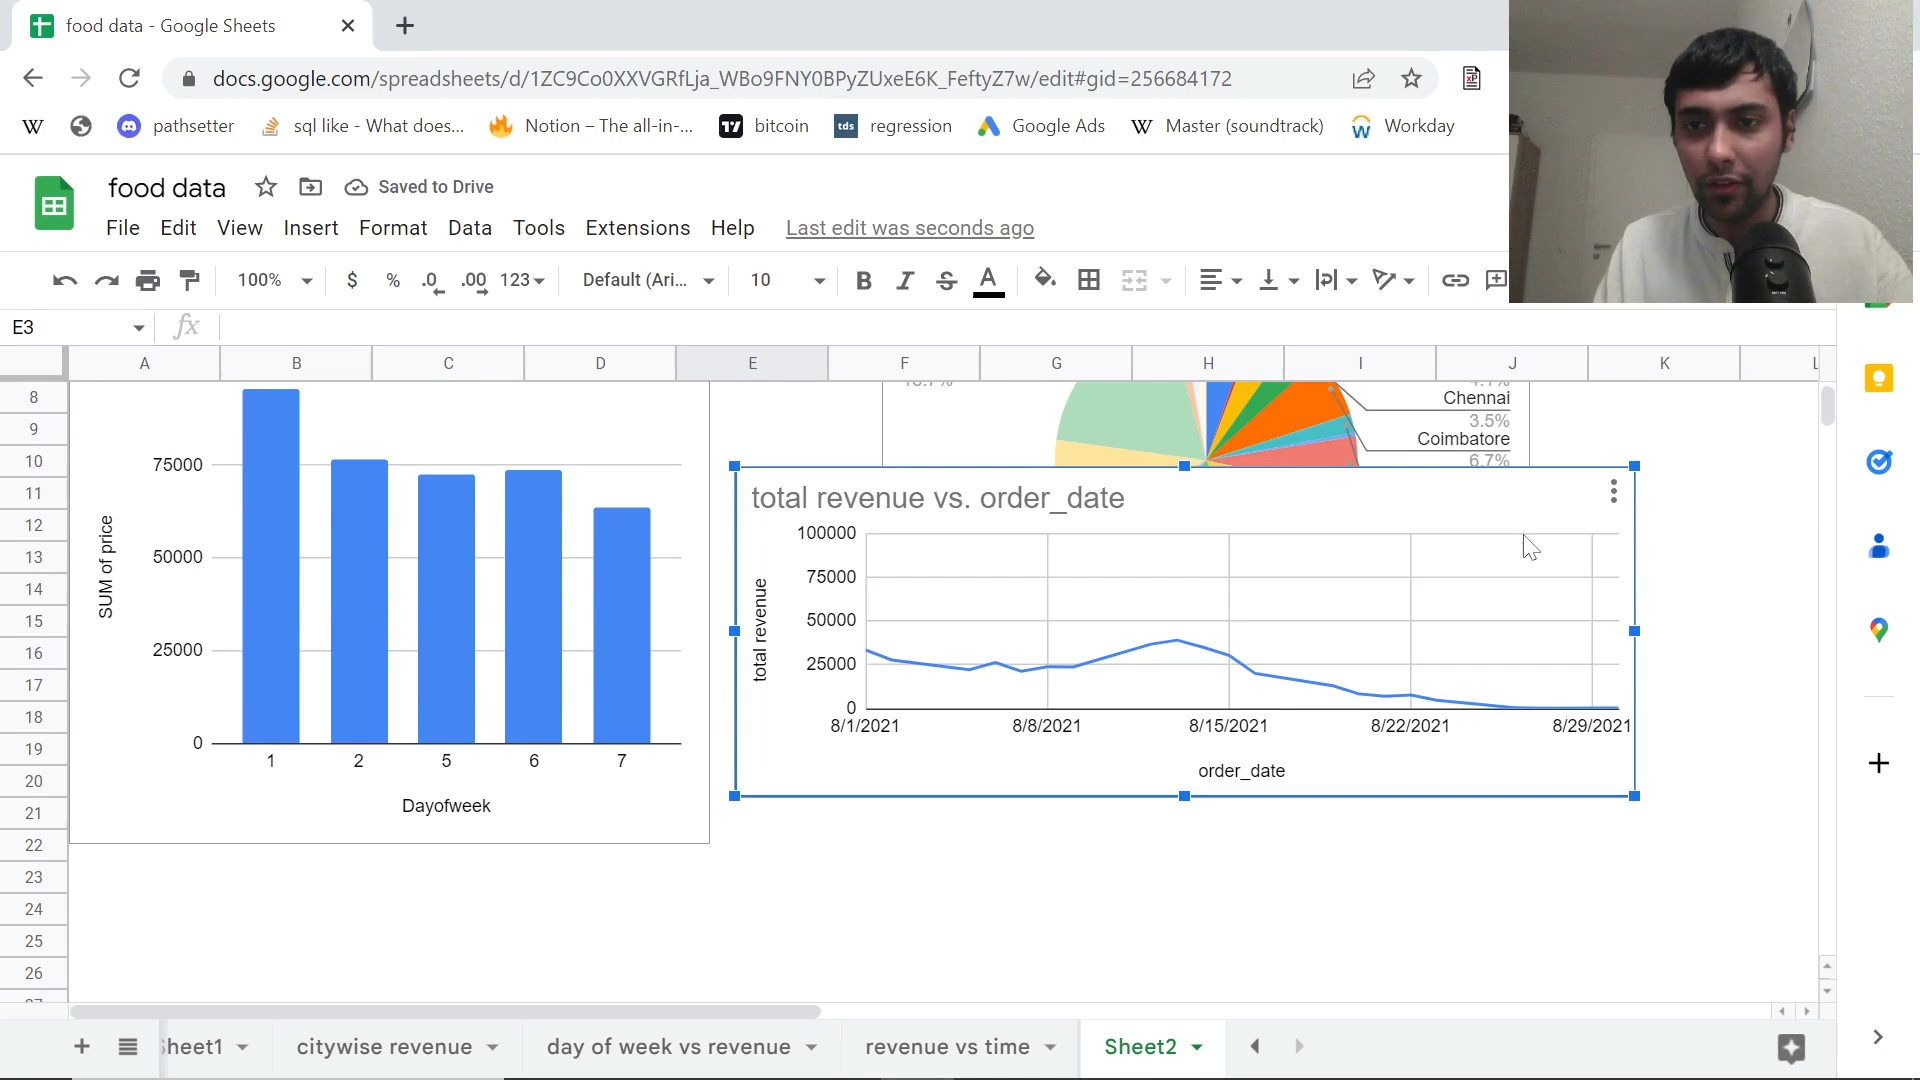 food data - Google Sheets
docs.google.com/spreadsheets/d/1ZC9Co0XXVGRfLja_WBo9FNY0BPyZUxeE6K_FeftyZ7w/edit#gid=256684172
W pathsetter sql like - What does... Notion – The all-in-... bitcoin tds regression Google Ads W Master (soundtrack) Workday
food data Saved to Drive
File Edit View Insert Format Data Tools Extensions Help Last edit was seconds ago
100% $ % .0 .00 123 Default (Ari... 10 B I S A
E3 fx
A B C D E F G H I J K L
8
9
10
11
12
13
14
15
16
17
18
19
20
21
22
23
24
25
26
75000
50000
25000
0
SUM of price
1 2 5 6 7
Dayofweek
Chennai
3.5%
Coimbatore
6.7%
total revenue vs. order_date
100000
75000
50000
25000
0
total revenue
8/1/2021 8/8/2021 8/15/2021 8/22/2021 8/29/2021
order_date
+ heet1 citywise revenue day of week vs revenue revenue vs time Sheet2